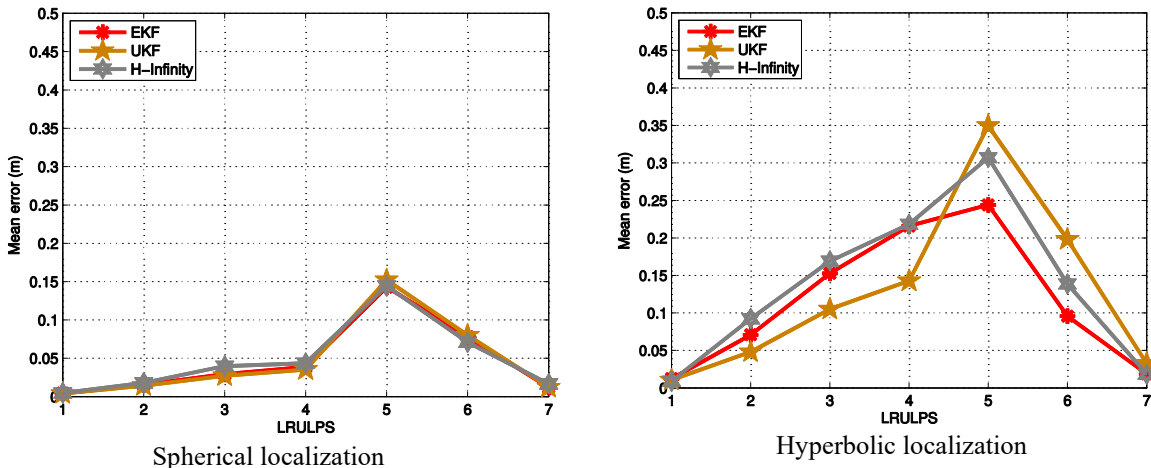 0.5
0.45
0.4
0.35
0.3
0.25
0.2
0.15
0.1
0.05
0
Mean error (m)
EKF
UKF
H-Infinity
1 2 3 4 5 6 7
LRULPS
Spherical localization
0.5
0.45
0.4
0.35
0.3
0.25
0.2
0.15
0.1
0.05
0
Mean error (m)
EKF
UKF
H-Infinity
1 2 3 4 5 6 7
LRULPS
Hyperbolic localization